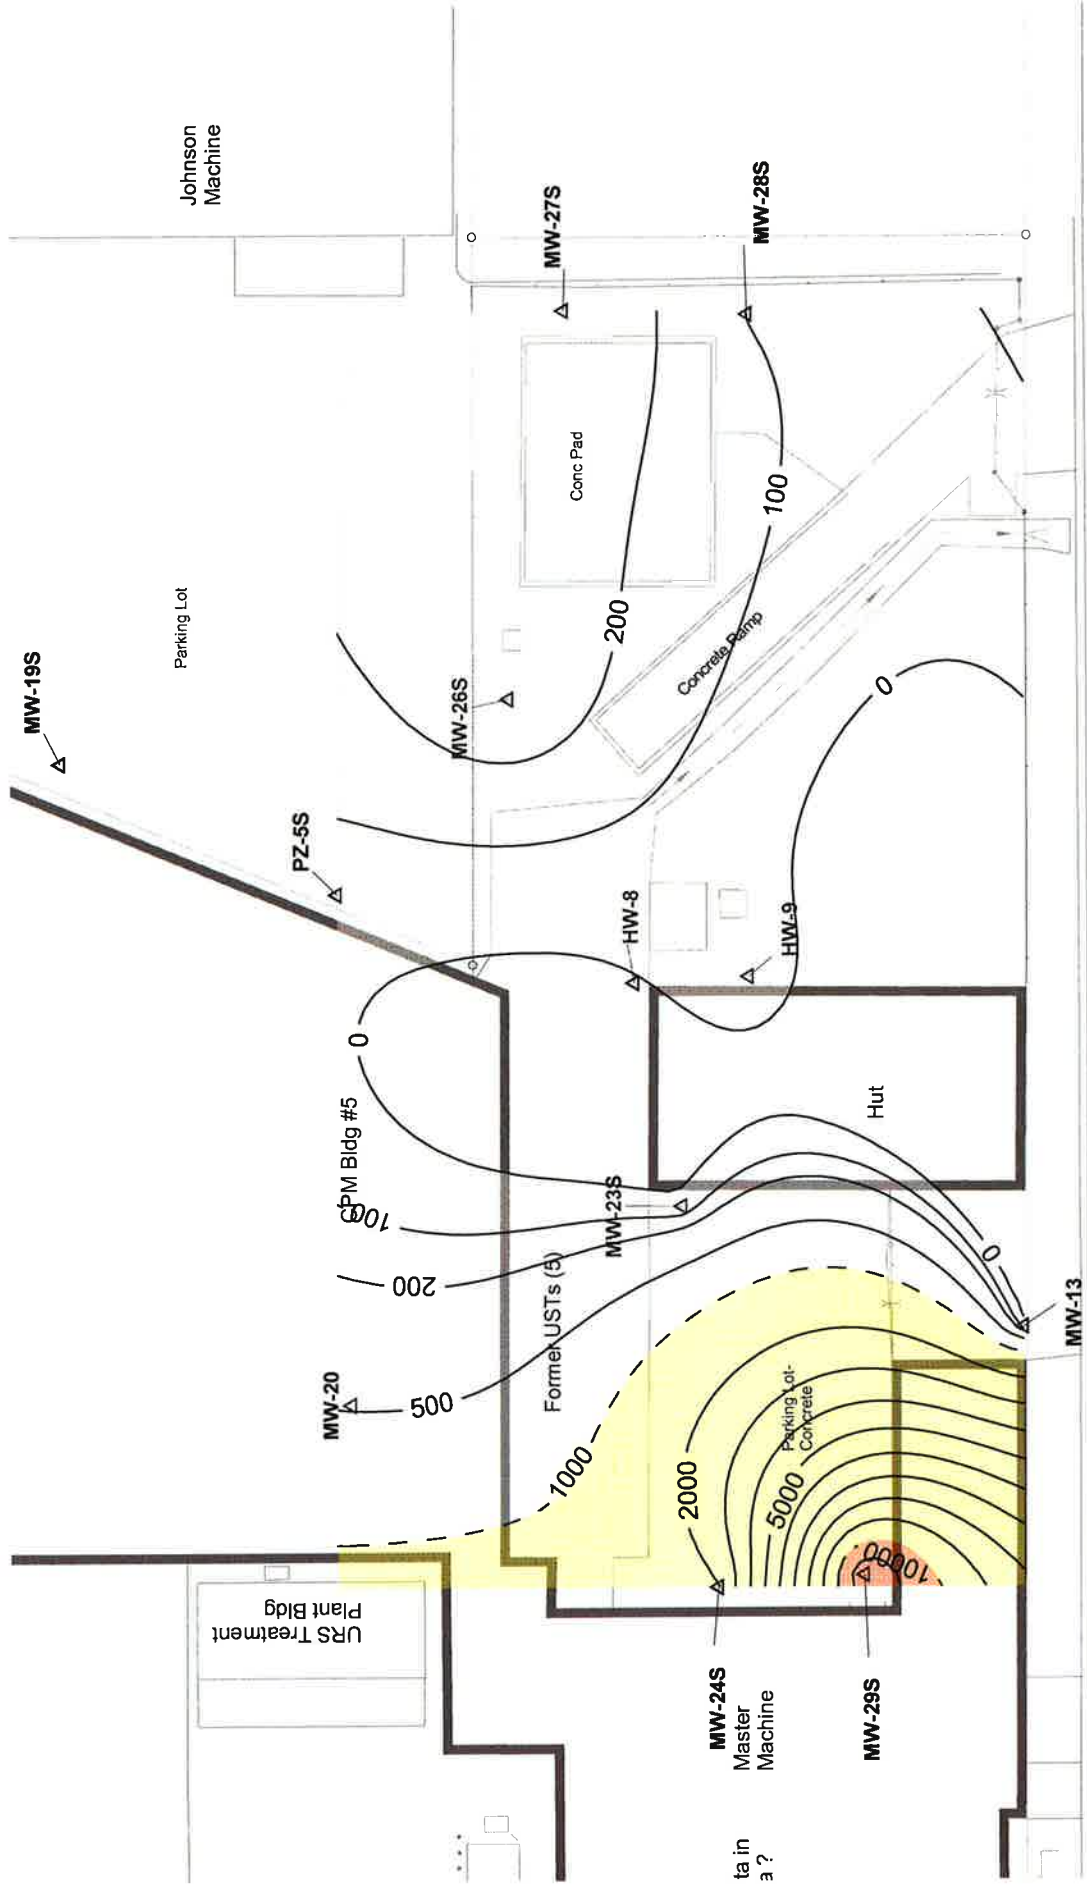 Johnson
Machine
MW-27S
MW-28S
Conc Pad
Parking Lot
MW-19S
MW-26S
200
100
Concrete Ramp
PZ-5S
HW-8
HW-9
0
0
CPM Bldg #5
Hut
100
200
MW-23S
Former USTs (5)
0
MW-13
MW-20
500
1000
2000
Parking Lot-
Concrete
5000
10000
URS Treatment
Plant Bldg
MW-24S
Master
Machine
MW-29S
ta in
a ?